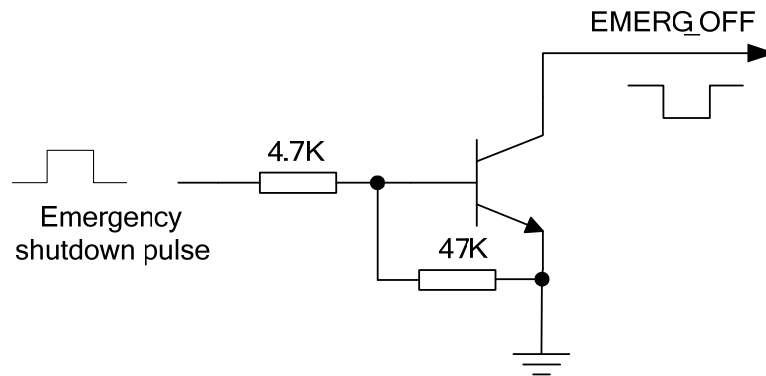 EMERG_OFF
4.7K
Emergency
shutdown pulse
47K